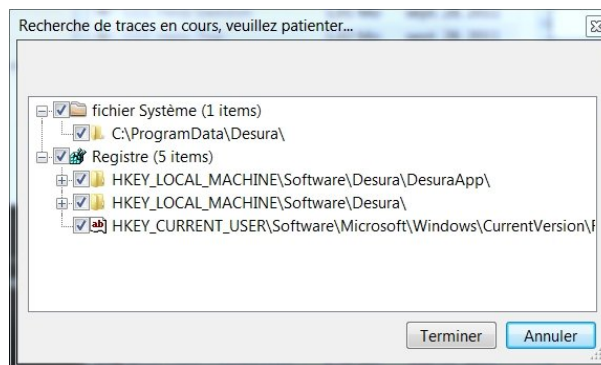 Recherche de traces en cours, veuillez patienter...
fichier Système (1 items)
C:\ProgramData\Desura\
Registre (5 items)
HKEY_LOCAL_MACHINE\Software\Desura\DesuraApp\
HKEY_LOCAL_MACHINE\Software\Desura\
HKEY_CURRENT_USER\Software\Microsoft\Windows\CurrentVersion\
Terminer
Annuler